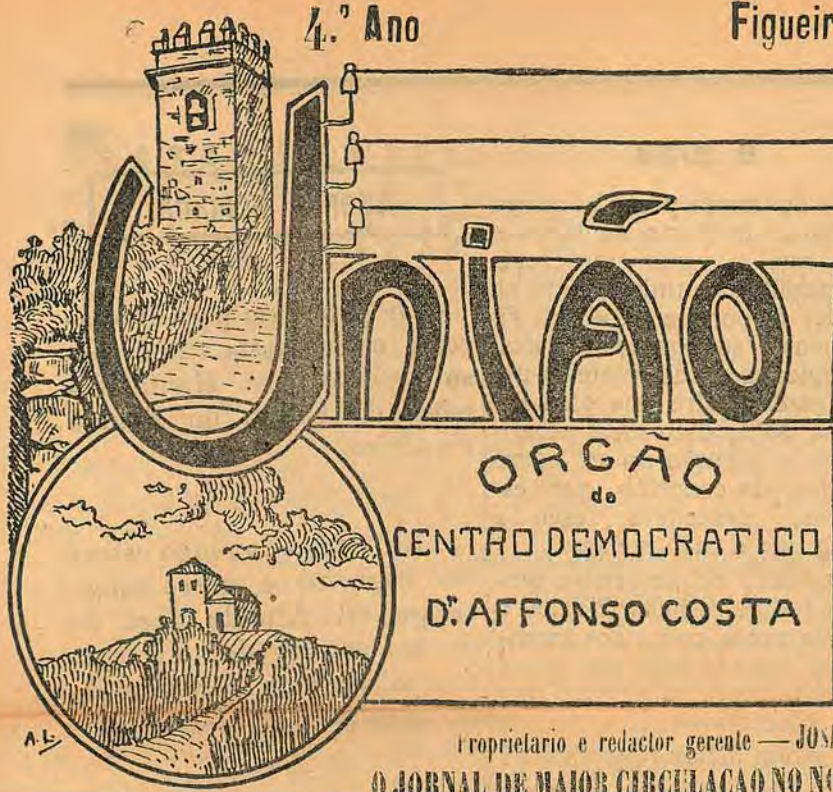 4.º Ano
Figueir
União
ORGÃO
do
CENTRO DEMOCRATICO
Dr. AFFONSO COSTA
A.L.
Proprietario e redactor gerente — JOSÉ
O JORNAL DE MAIOR CIRCULAÇÃO NO NO